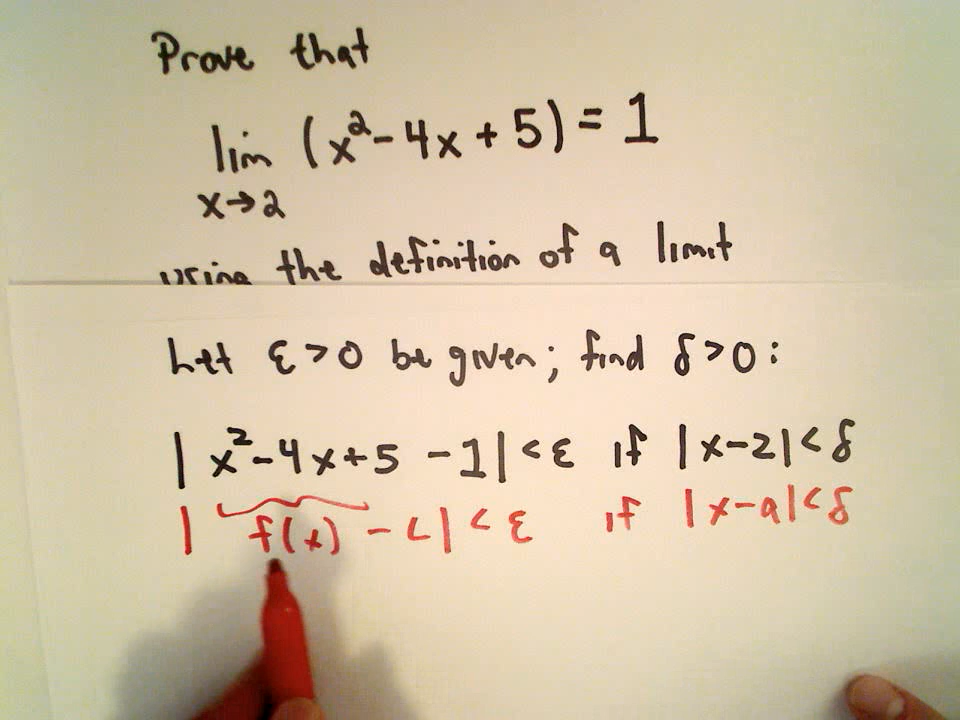 Prove that
lim (x²-4x+5) = 1
x→2
using the definition of a limit
Let ε>0 be given; find δ>0:
| x²-4x+5 -1|<ε if |x-2|<δ
| f(x) - L|<ε if |x-a|<δ